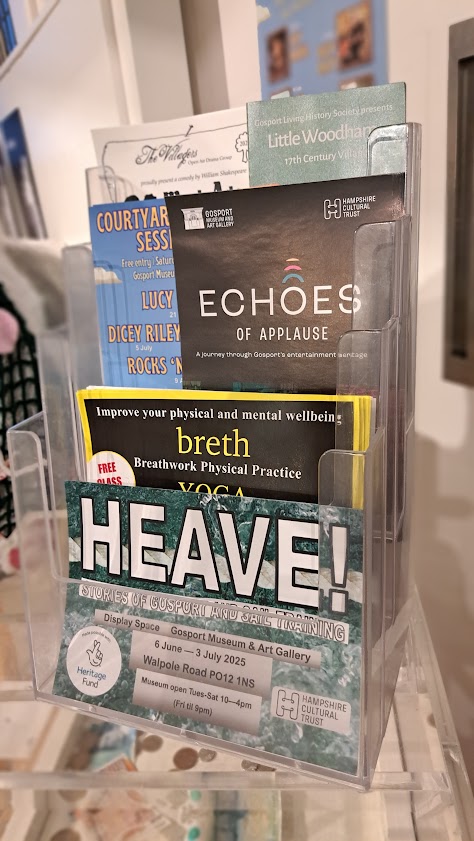 The Villagers
Open Air Drama Group
proudly present a comedy by William Shakespeare
Gosport Living History Society presents
Little Woodham
17th Century
COURTYARD
SESS
Free entry | Satur
Gosport Museu
LUCY
21
DICEY RILEY
5 July
ROCKS 'N
GOSPORT
MUSEUM AND
ART GALLERY
HAMPSHIRE
CULTURAL
TRUST
ECHOES
OF APPLAUSE
A journey through Gosport's entertainment heritage
Improve your physical and mental wellbeing
breth
Breathwork Physical Practice
FREE
CLASS
YOGA
HEAVE!
STORIES OF GOSPORT AND SAIL TRAINING
Display Space Gosport Museum & Art Gallery
6 June — 3 July 2025
Walpole Road PO12 1NS
Museum open Tues-Sat 10—4pm
(Fri til 9pm)
Heritage
Fund
HAMPSHIRE
CULTURAL
TRUST